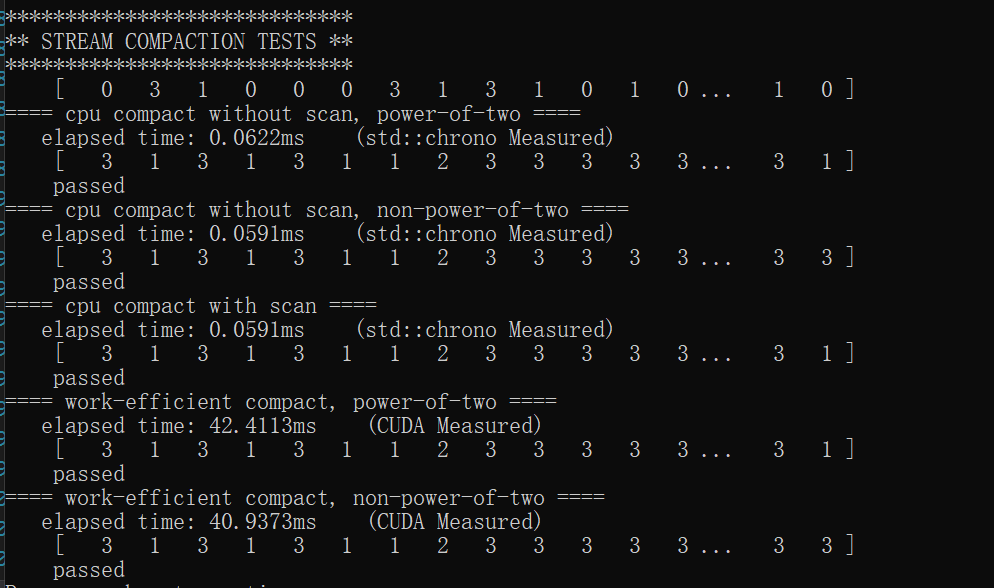 *****************************
** STREAM COMPACTION TESTS **
*****************************
[ 0 3 1 0 0 0 3 1 3 1 0 1 0 ... 1 0 ]
==== cpu compact without scan, power-of-two ====
elapsed time: 0.0622ms (std::chrono Measured)
[ 3 1 3 1 3 1 1 2 3 3 3 3 3 ... 3 1 ]
passed
==== cpu compact without scan, non-power-of-two ====
elapsed time: 0.0591ms (std::chrono Measured)
[ 3 1 3 1 3 1 1 2 3 3 3 3 3 ... 3 3 ]
passed
==== cpu compact with scan ====
elapsed time: 0.0591ms (std::chrono Measured)
[ 3 1 3 1 3 1 1 2 3 3 3 3 3 ... 3 1 ]
passed
==== work-efficient compact, power-of-two ====
elapsed time: 42.4113ms (CUDA Measured)
[ 3 1 3 1 3 1 1 2 3 3 3 3 3 ... 3 1 ]
passed
==== work-efficient compact, non-power-of-two ====
elapsed time: 40.9373ms (CUDA Measured)
[ 3 1 3 1 3 1 1 2 3 3 3 3 3 ... 3 3 ]
passed